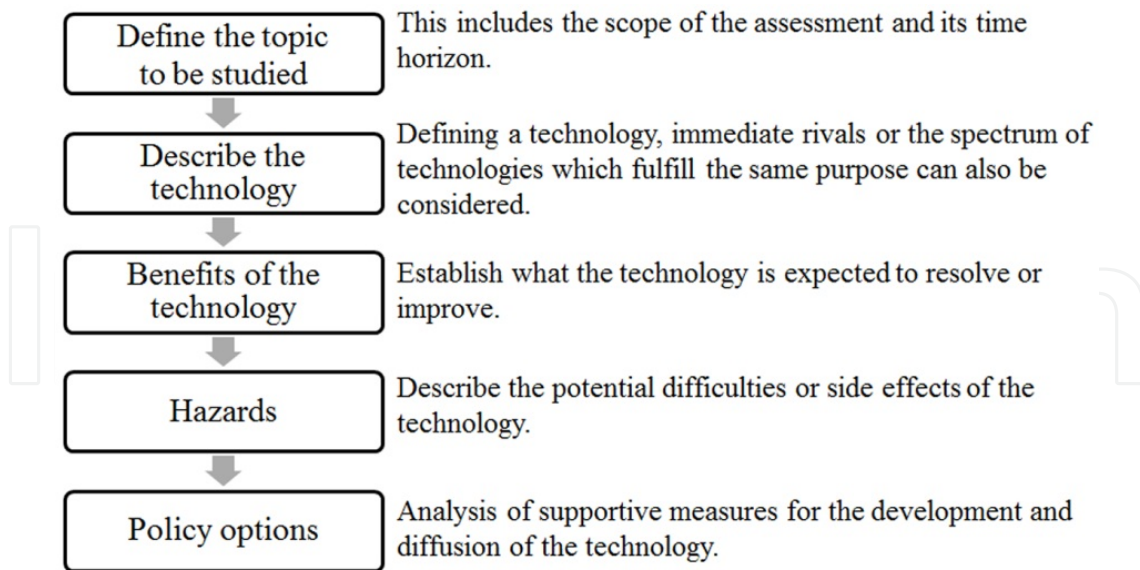 Define the topic
to be studied
This includes the scope of the assessment and its time
horizon.
Describe the
technology
Defining a technology, immediate rivals or the spectrum of
technologies which fulfill the same purpose can also be
considered.
Benefits of the
technology
Establish what the technology is expected to resolve or
improve.
Hazards
Describe the potential difficulties or side effects of the
technology.
Policy options
Analysis of supportive measures for the development and
diffusion of the technology.